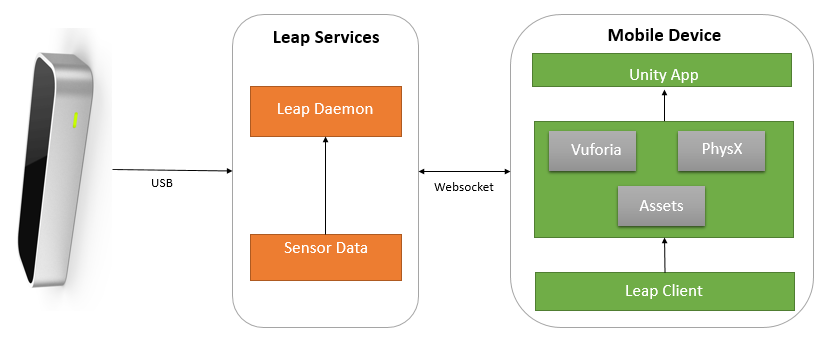 Leap Services
Mobile Device
Unity App
Leap Daemon
Vuforia
PhysX
USB
Websocket
Assets
Sensor Data
Leap Client